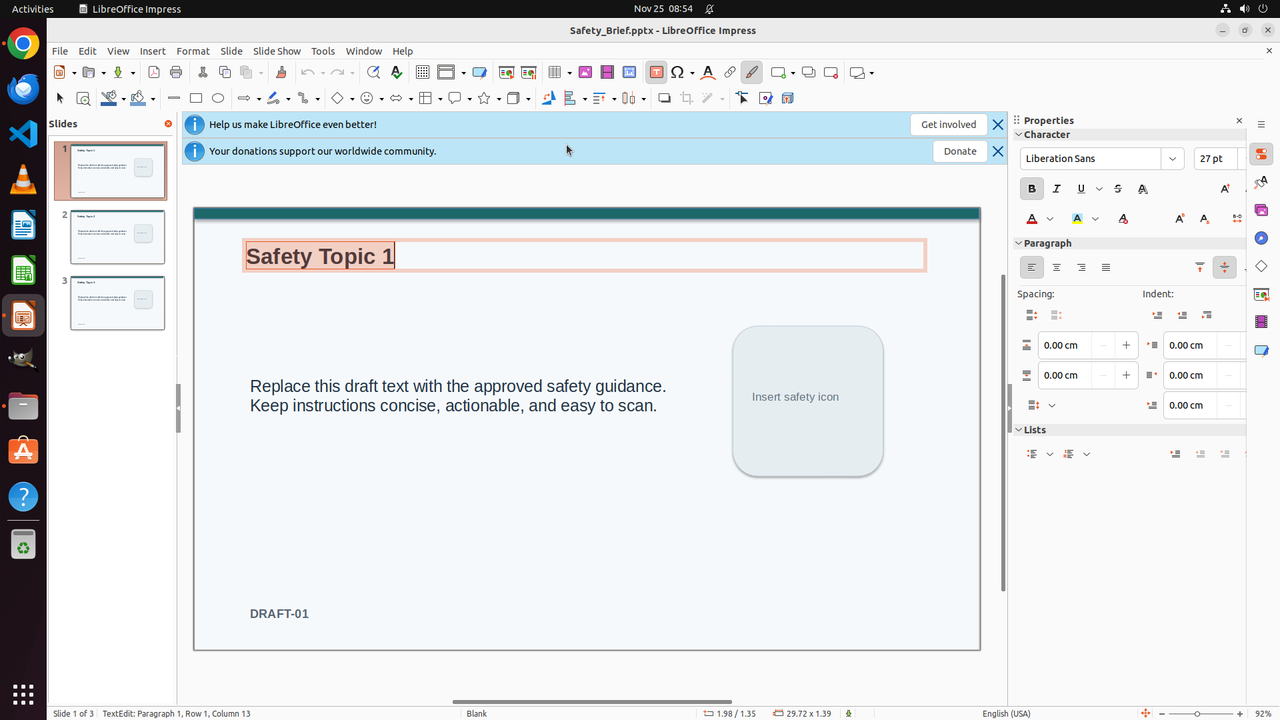 Activities
LibreOffice Impress
Nov 25 08:54
Safety_Brief.pptx - LibreOffice Impress
File Edit View Insert Format Slide Slide Show Tools Window Help
Slides
Help us make LibreOffice even better!
Get involved
Your donations support our worldwide community.
Donate
1
2
3
Safety Topic 1
Replace this draft text with the approved safety guidance.
Keep instructions concise, actionable, and easy to scan.
Insert safety icon
DRAFT-01
Properties
Character
Liberation Sans
27 pt
Paragraph
Spacing:
Indent:
0.00 cm
0.00 cm
0.00 cm
0.00 cm
0.00 cm
Lists
Slide 1 of 3
TextEdit: Paragraph 1, Row 1, Column 13
Blank
1.98 / 1.35
29.72 x 1.39
English (USA)
92%